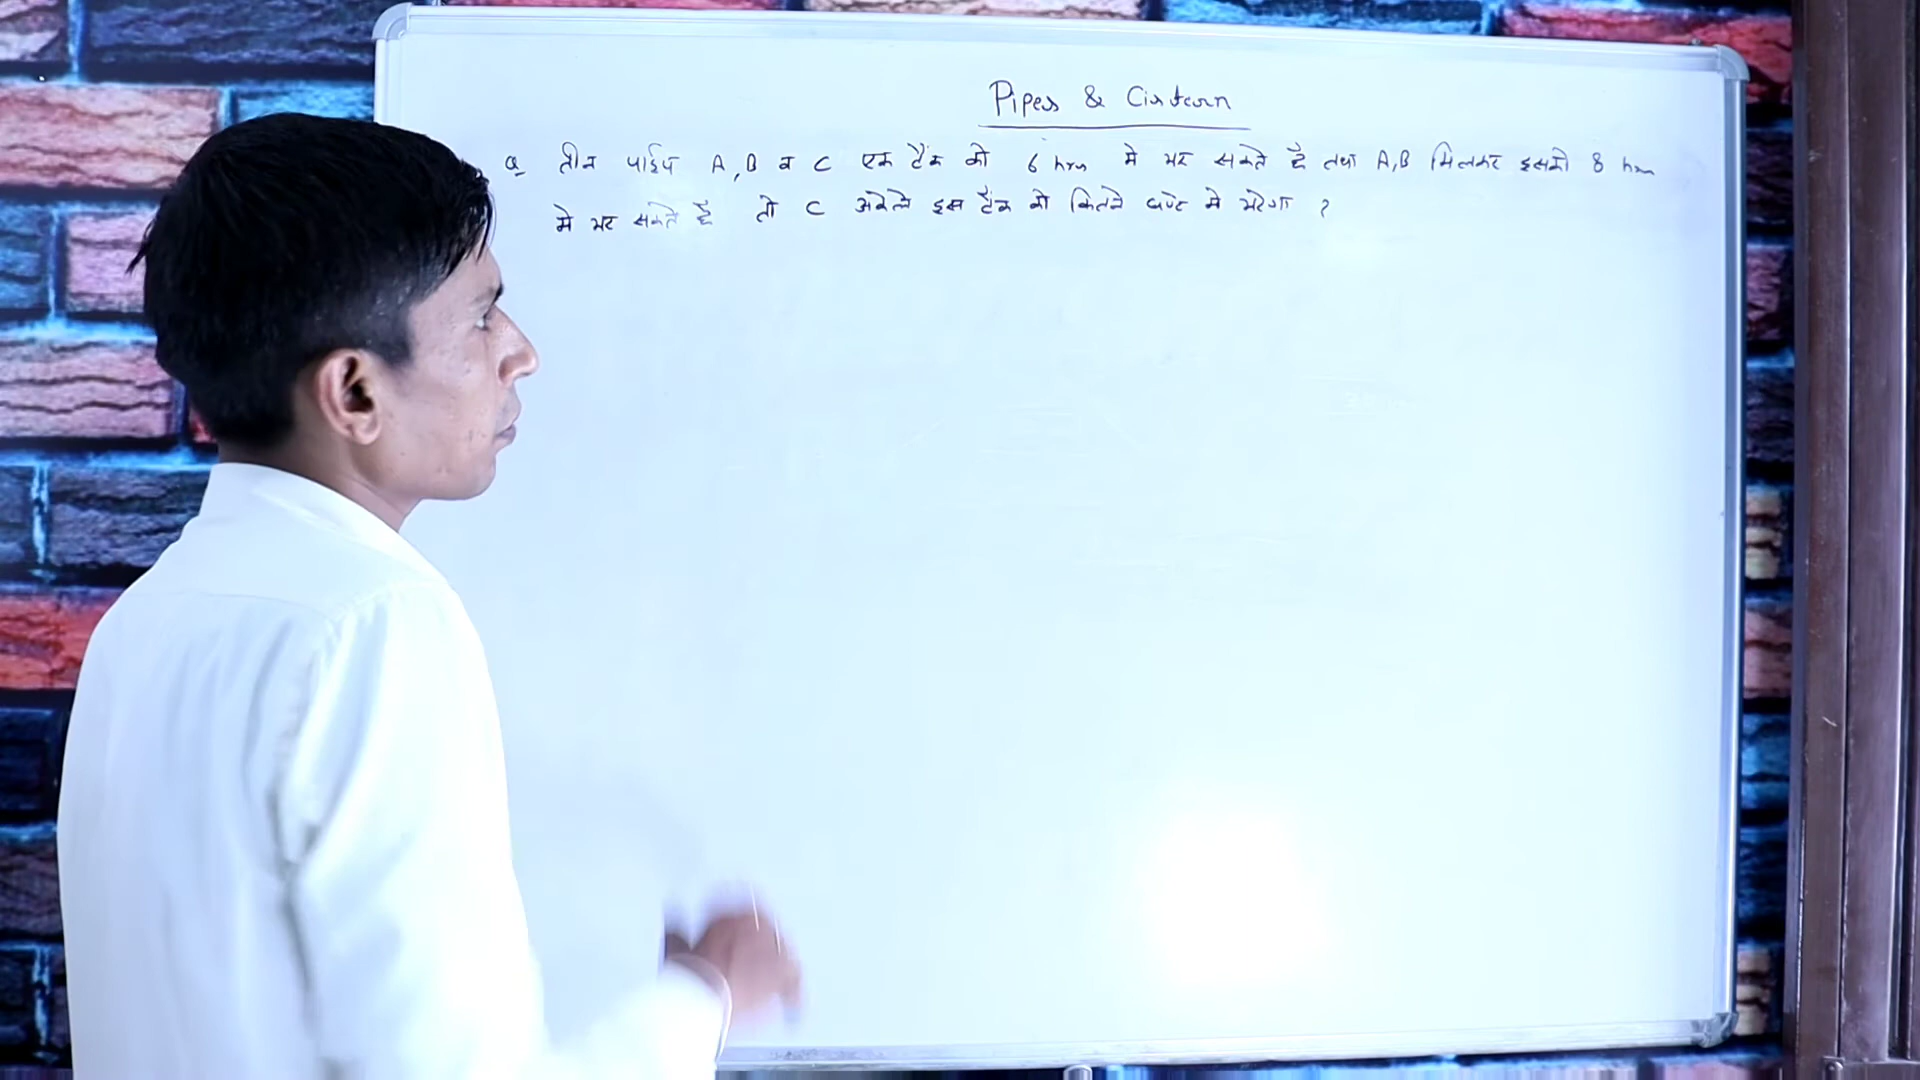 Pipes & Cistern
Q तीन पाईप A, B व C एक टैंक को 6 hrs मे भर सकते है तथा A,B मिलकर इसको 8 hrs
मे भर सकते है तो C अकेले इस टैंक को कितने घण्टे मे भरेगा ?